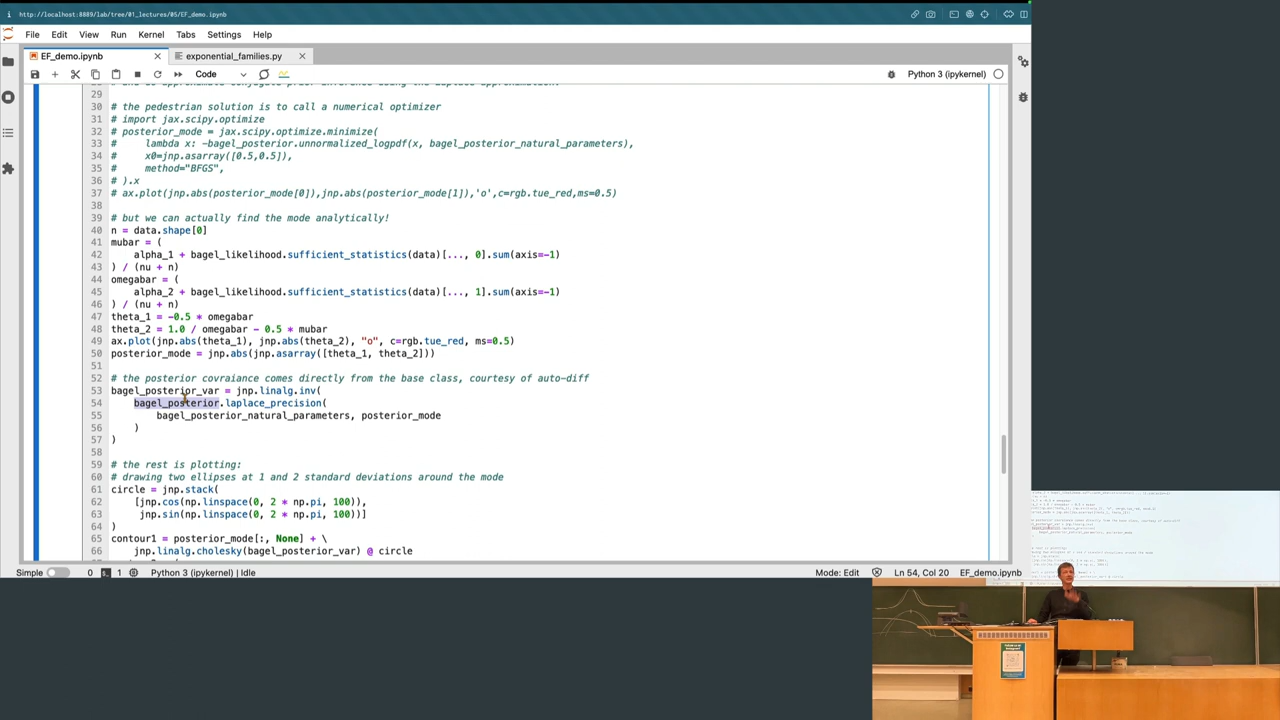 http://localhost:8889/lab/tree/01_lectures/05/EF_demo.ipynb
File Edit View Run Kernel Tabs Settings Help
EF_demo.ipynb exponential_families.py
Code Python 3 (ipykernel)
29
30 # the pedestrian solution is to call a numerical optimizer
31 # import jax.scipy.optimize
32 # posterior_mode = jax.scipy.optimize.minimize(
33 # lambda x: -bagel_posterior.unnormalized_logpdf(x, bagel_posterior_natural_parameters),
34 # x0=jnp.asarray([0.5,0.5]),
35 # method="BFGS",
36 # ).x
37 # ax.plot(jnp.abs(posterior_mode[0]),jnp.abs(posterior_mode[1]),'o',c=rgb.tue_red,ms=0.5)
38
39 # but we can actually find the mode analytically!
40 n = data.shape[0]
41 mubar = (
42 alpha_1 + bagel_likelihood.sufficient_statistics(data)[..., 0].sum(axis=-1)
43 ) / (nu + n)
44 omegabar = (
45 alpha_2 + bagel_likelihood.sufficient_statistics(data)[..., 1].sum(axis=-1)
46 ) / (nu + n)
47 theta_1 = -0.5 * omegabar
48 theta_2 = 1.0 / omegabar - 0.5 * mubar
49 ax.plot(jnp.abs(theta_1), jnp.abs(theta_2), "o", c=rgb.tue_red, ms=0.5)
50 posterior_mode = jnp.abs(jnp.asarray([theta_1, theta_2]))
51
52 # the posterior covraiance comes directly from the base class, courtesy of auto-diff
53 bagel_posterior_var = jnp.linalg.inv(
54 bagel_posterior.laplace_precision(
55 bagel_posterior_natural_parameters, posterior_mode
56 )
57 )
58
59 # the rest is plotting:
60 # drawing two ellipses at 1 and 2 standard deviations around the mode
61 circle = jnp.stack(
62 [jnp.cos(np.linspace(0, 2 * np.pi, 100)),
63 jnp.sin(np.linspace(0, 2 * np.pi, 100))]
64 )
65 contour1 = posterior_mode[:, None] + \
66 jnp.linalg.cholesky(bagel_posterior_var) @ circle
Simple 0 1 Python 3 (ipykernel) | Idle Mode: Edit Ln 54, Col 20 EF_demo.ipynb